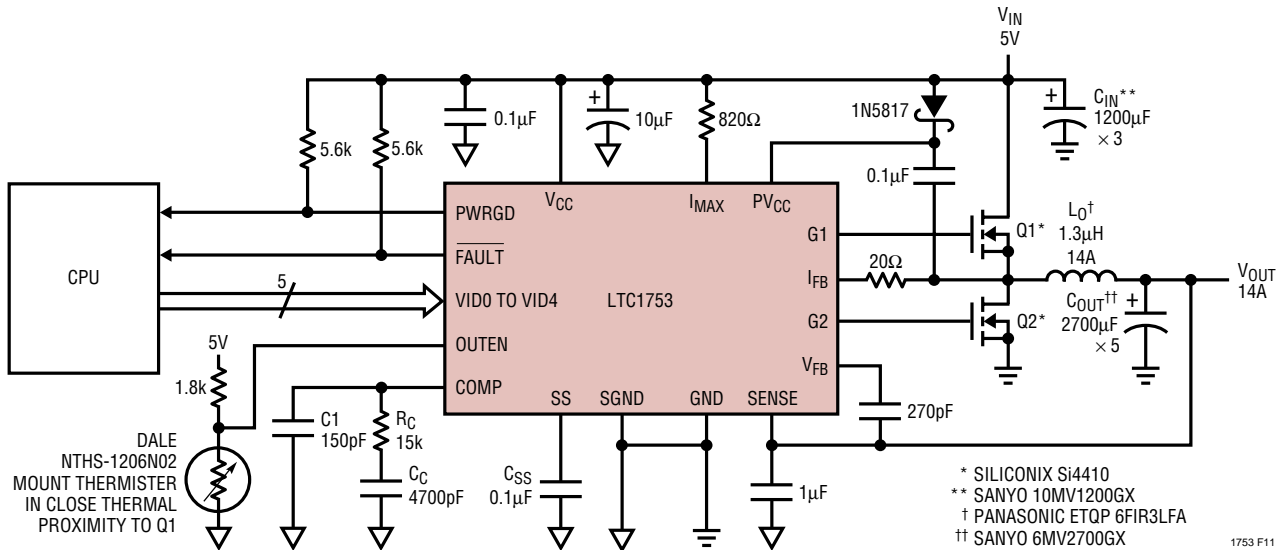 VIN
5V
1N5817
+
CIN**
1200µF
× 3
5.6k
5.6k
0.1µF
+
10µF
820Ω
0.1µF
VCC
IMAX
PVCC
CPU
PWRGD
FAULT
5
VID0 TO VID4
LTC1753
OUTEN
COMP
G1
IFB
G2
VFB
SS
SGND
GND
SENSE
Q1*
20Ω
LO†
1.3µH
14A
VOUT
14A
Q2*
COUT††
2700µF
× 5
+
5V
1.8k
DALE
NTHS-1206N02
MOUNT THERMISTER
IN CLOSE THERMAL
PROXIMITY TO Q1
C1
150pF
RC
15k
CC
4700pF
CSS
0.1µF
1µF
270pF
* SILICONIX Si4410
** SANYO 10MV1200GX
† PANASONIC ETQP 6FIR3LFA
†† SANYO 6MV2700GX
1753 F11